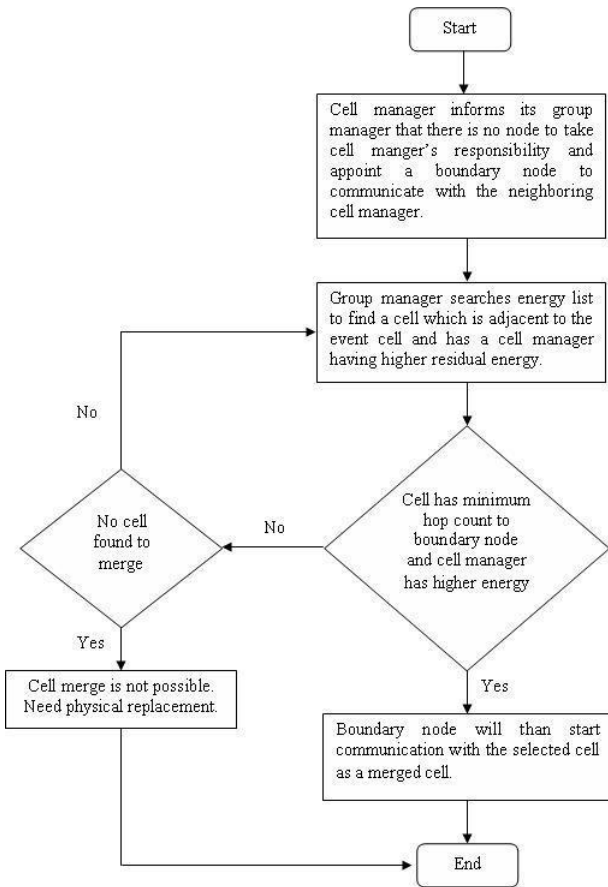 Start
Cell manager informs its group
manager that there is no node to take
cell manger's responsibility and
appoint a boundary node to
communicate with the neighboring
cell manager.
Group manager searches energy list
to find a cell which is adjacent to the
event cell and has a cell manager
having higher residual energy.
No
Cell has minimum
hop count to
boundary node
and cell manager
has higher energy
No
No cell
found to
merge
Yes
Cell merge is not possible.
Need physical replacement.
Yes
Boundary node will than start
communication with the selected cell
as a merged cell.
End